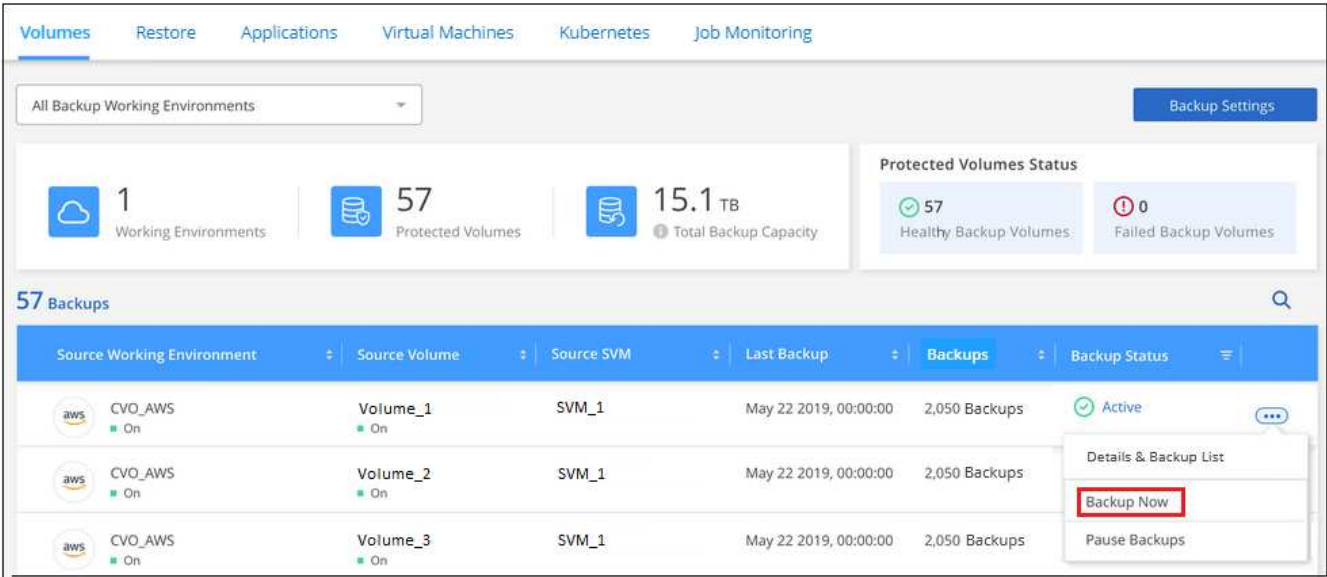 Volumes Restore Applications Virtual Machines Kubernetes Job Monitoring
All Backup Working Environments
Backup Settings
1
Working Environments
57
Protected Volumes
15.1 TB
Total Backup Capacity
Protected Volumes Status
57
Healthy Backup Volumes
0
Failed Backup Volumes
57 Backups
Source Working Environment Source Volume Source SVM Last Backup Backups Backup Status
aws CVO_AWS Volume_1 SVM_1 May 22 2019, 00:00:00 2,050 Backups Active
On On
Details & Backup List
aws CVO_AWS Volume_2 SVM_1 May 22 2019, 00:00:00 2,050 Backups
On On
Backup Now
aws CVO_AWS Volume_3 SVM_1 May 22 2019, 00:00:00 2,050 Backups
On On
Pause Backups